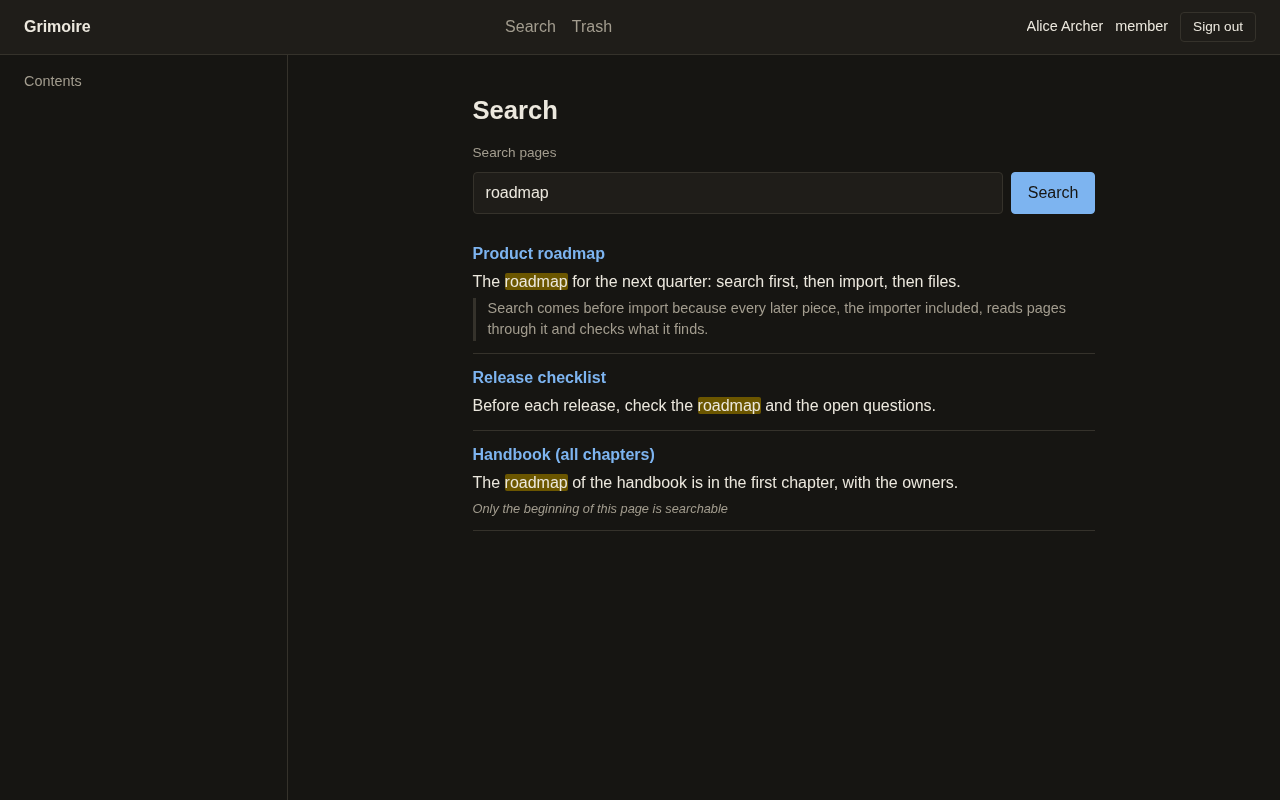 Grimoire
Search Trash
Alice Archer member Sign out
Contents
Search
Search pages
roadmap
Search
Product roadmap
The roadmap for the next quarter: search first, then import, then files.
Search comes before import because every later piece, the importer included, reads pages
through it and checks what it finds.
Release checklist
Before each release, check the roadmap and the open questions.
Handbook (all chapters)
The roadmap of the handbook is in the first chapter, with the owners.
Only the beginning of this page is searchable